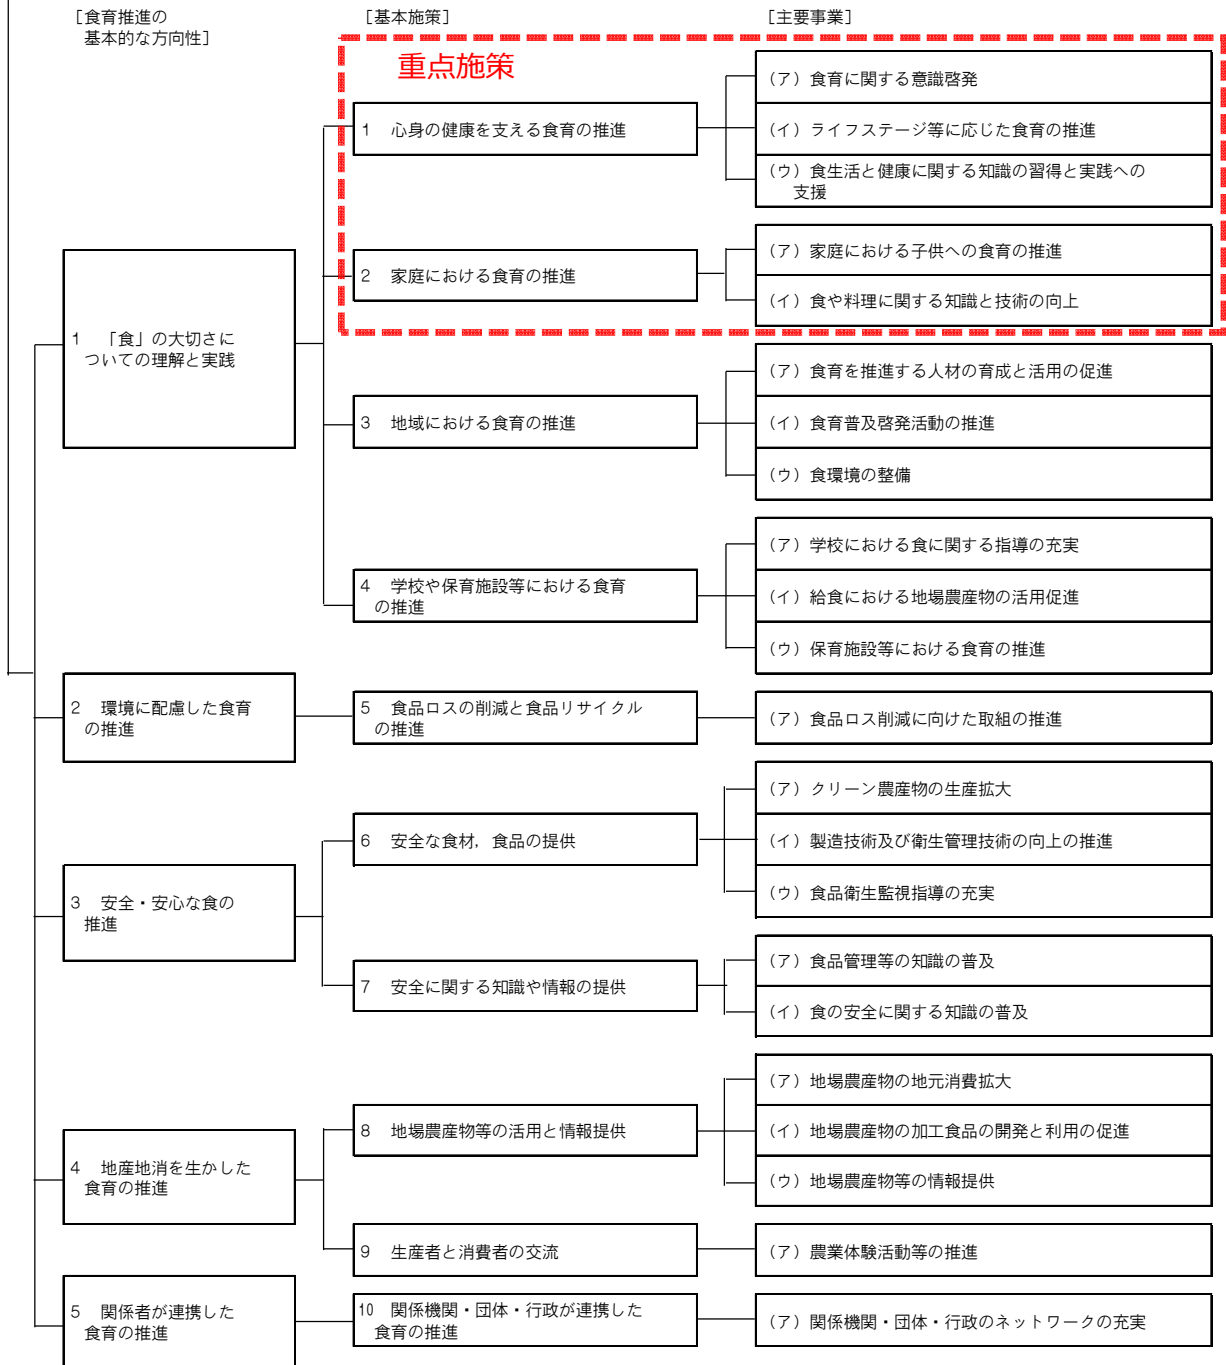 ［食育推進の
基本的な方向性］
［基本施策］
［主要事業］
重点施策
1　「食」の大切さに
ついての理解と実践
1　心身の健康を支える食育の推進
（ア）食育に関する意識啓発
（イ）ライフステージ等に応じた食育の推進
（ウ）食生活と健康に関する知識の習得と実践への
支援
2　家庭における食育の推進
（ア）家庭における子供への食育の推進
（イ）食や料理に関する知識と技術の向上
3　地域における食育の推進
（ア）食育を推進する人材の育成と活用の促進
（イ）食育普及啓発活動の推進
（ウ）食環境の整備
4　学校や保育施設等における食育
の推進
（ア）学校における食に関する指導の充実
（イ）給食における地場農産物の活用促進
（ウ）保育施設等における食育の推進
2　環境に配慮した食育
の推進
5　食品ロスの削減と食品リサイクル
の推進
（ア）食品ロス削減に向けた取組の推進
3　安全・安心な食の
推進
6　安全な食材，食品の提供
（ア）クリーン農産物の生産拡大
（イ）製造技術及び衛生管理技術の向上の推進
（ウ）食品衛生監視指導の充実
7　安全に関する知識や情報の提供
（ア）食品管理等の知識の普及
（イ）食の安全に関する知識の普及
4　地産地消を生かした
食育の推進
8　地場農産物等の活用と情報提供
（ア）地場農産物の地元消費拡大
（イ）地場農産物の加工食品の開発と利用の促進
（ウ）地場農産物等の情報提供
9　生産者と消費者の交流
（ア）農業体験活動等の推進
5　関係者が連携した
食育の推進
10　関係機関・団体・行政が連携した
食育の推進
（ア）関係機関・団体・行政のネットワークの充実